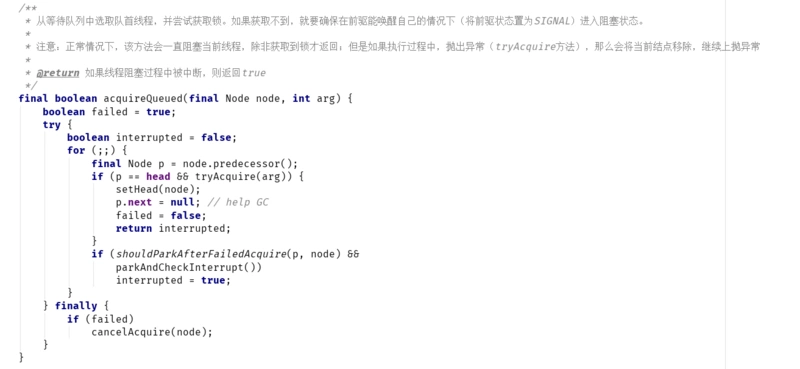 /**
 * 从等待队列中选取队首线程，并尝试获取锁。如果获取不到，就要确保在前驱能唤醒自己的情况下（将前驱状态置为SIGNAL）进入阻塞状态。
 *
 * 注意：正常情况下，该方法会一直阻塞当前线程，除非获取到锁才返回；但是如果执行过程中，抛出异常（tryAcquire方法），那么会将当前结点移除，继续上抛异常
 *
 * @return 如果线程阻塞过程中被中断，则返回true
 */
final boolean acquireQueued(final Node node, int arg) {
    boolean failed = true;
    try {
        boolean interrupted = false;
        for (;;) {
            final Node p = node.predecessor();
            if (p == head && tryAcquire(arg)) {
                setHead(node);
                p.next = null; // help GC
                failed = false;
                return interrupted;
            }
            if (shouldParkAfterFailedAcquire(p, node) &&
                parkAndCheckInterrupt())
                interrupted = true;
        }
    } finally {
        if (failed)
            cancelAcquire(node);
    }
}